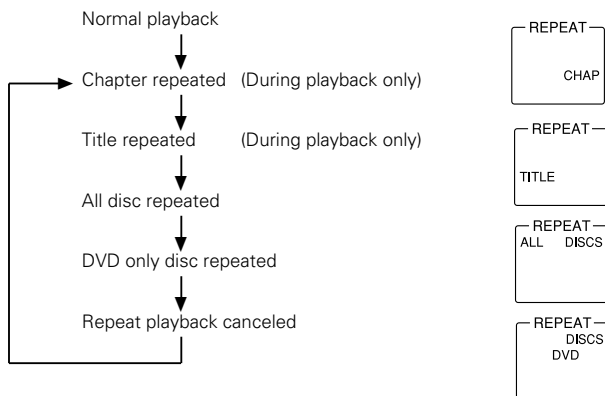 Normal playback
REPEAT
Chapter repeated (During playback only)
CHAP
Title repeated (During playback only)
REPEAT
TITLE
All disc repeated
REPEAT
ALL DISCS
DVD only disc repeated
Repeat playback canceled
REPEAT
DISCS
DVD